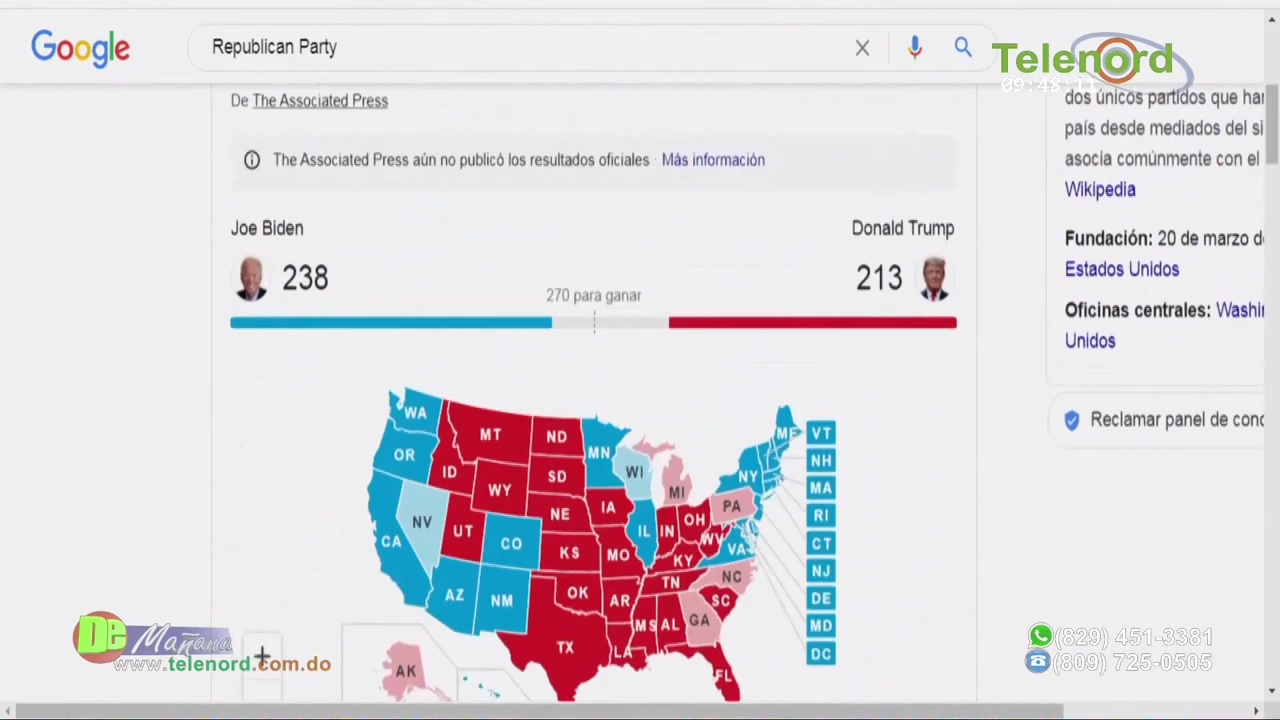 Google
Republican Party
Telenord
09:48:11
De The Associated Press
The Associated Press aún no publicó los resultados oficiales · Más información
Joe Biden
Donald Trump
238
213
270 para ganar
dos únicos partidos que
país desde mediados del
asocia comúnmente con el
Wikipedia
Fundación: 20 de marzo
Estados Unidos
Oficinas centrales:
Unidos
Reclamar panel de
WA
MT
ND
MN
ME
VT
OR
ID
SD
WI
NY
NH
WY
MI
MA
NV
UT
NE
IA
PA
RI
CA
CO
KS
MO
IL
IN
OH
WV
VA
CT
KY
NJ
AZ
NM
OK
AR
TN
NC
DE
TX
LA
MS
AL
GA
SC
MD
DC
AK
FL
De Mañana
www.telenord.com.do
+
(829) 451-3381
(809) 725-0505